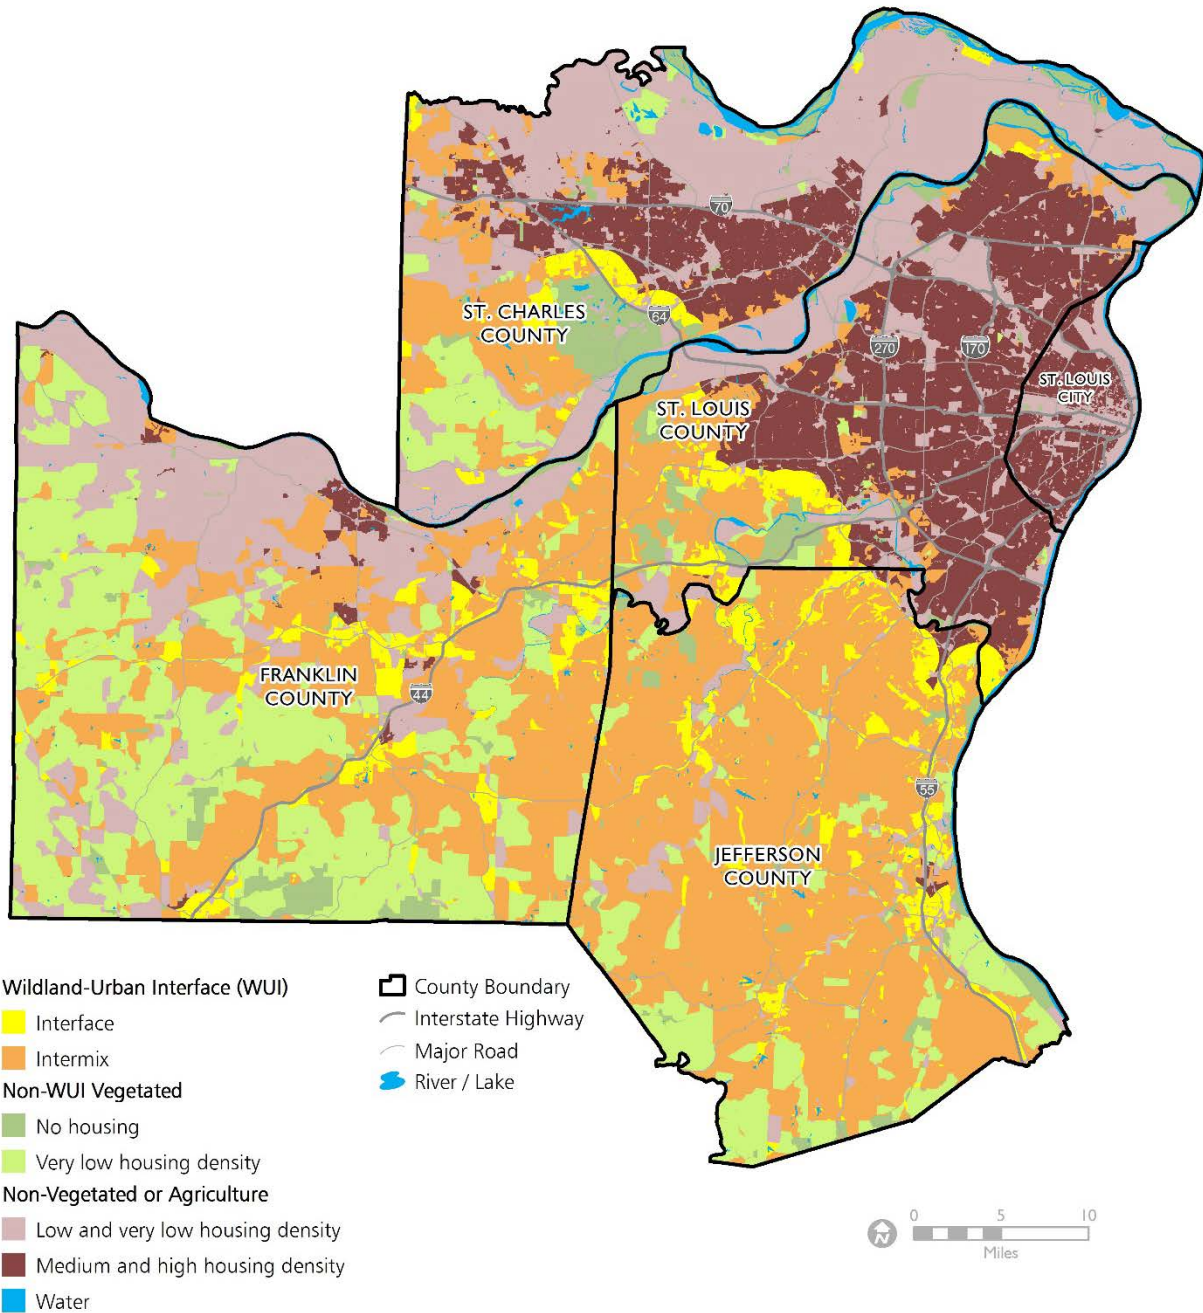 70
ST. CHARLES
COUNTY
64
270
170
ST. LOUIS
CITY
ST. LOUIS
COUNTY
FRANKLIN
COUNTY
44
55
JEFFERSON
COUNTY
Wildland-Urban Interface (WUI)
Interface
Intermix
Non-WUI Vegetated
No housing
Very low housing density
Non-Vegetated or Agriculture
Low and very low housing density
Medium and high housing density
Water
County Boundary
Interstate Highway
Major Road
River / Lake
N
0 5 10
Miles